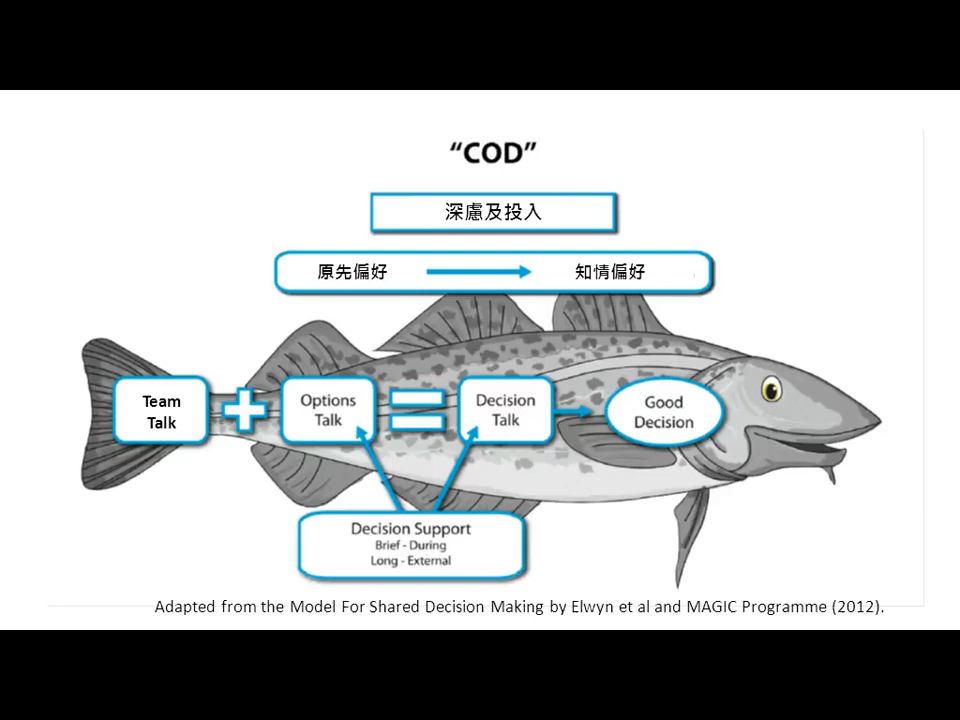 “COD”
深慮及投入
原先偏好
知情偏好
Team
Talk
Options
Talk
Decision
Talk
Good
Decision
Decision Support
Brief - During
Long - External
Adapted from the Model For Shared Decision Making by Elwyn et al and MAGIC Programme (2012).